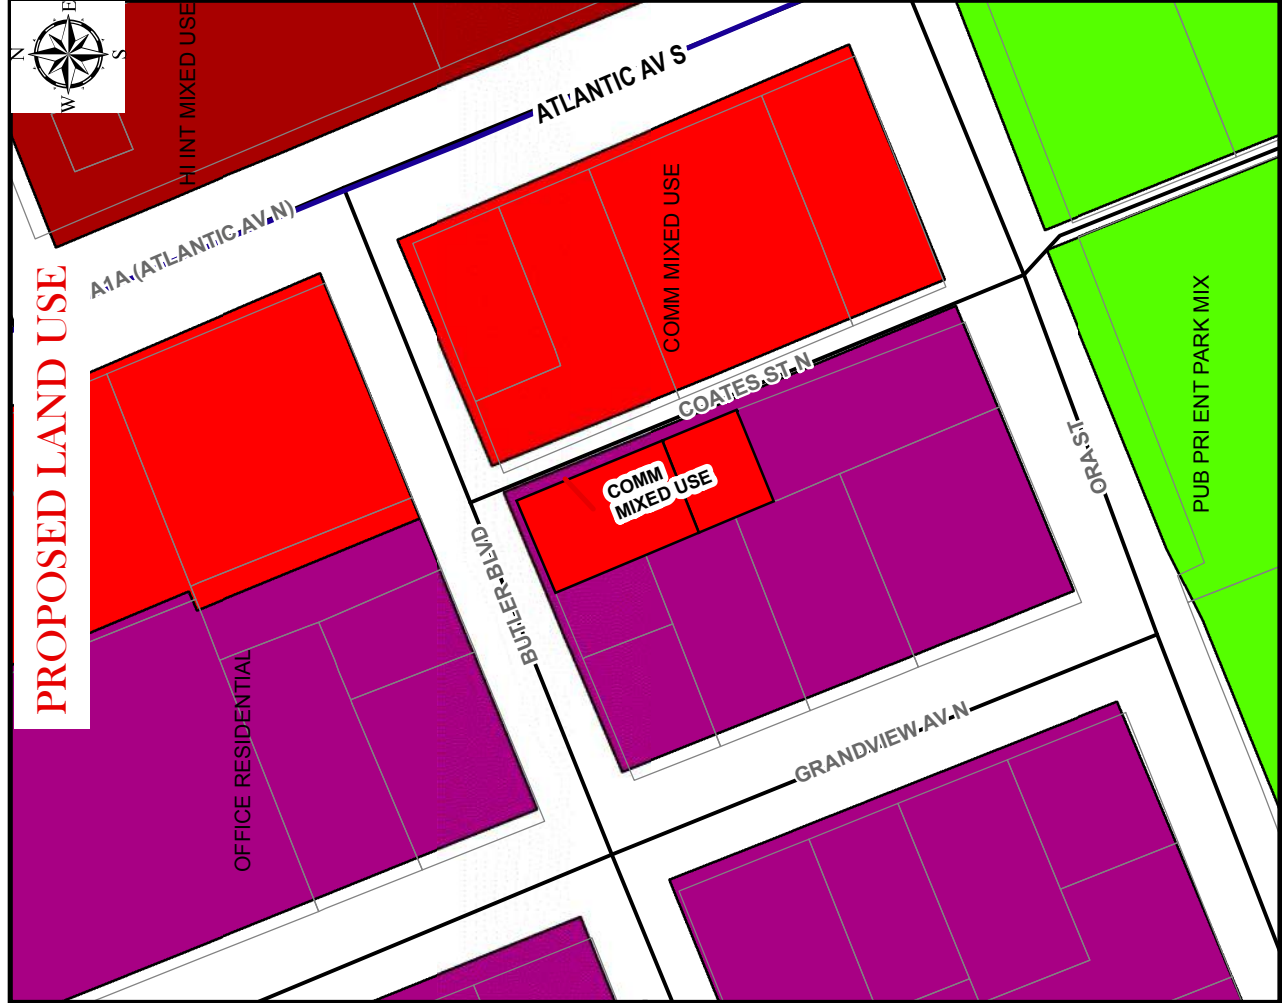 N
E
S
W
HI INT MIXED USE
ATLANTIC AV S
A1A (ATLANTIC AV N)
COMM MIXED USE
PROPOSED LAND USE
COATES ST N
COMM
MIXED USE
ORA ST
PUB PRI ENT PARK MIX
BUTLER BLVD
OFFICE RESIDENTIAL
GRANDVIEW AV N